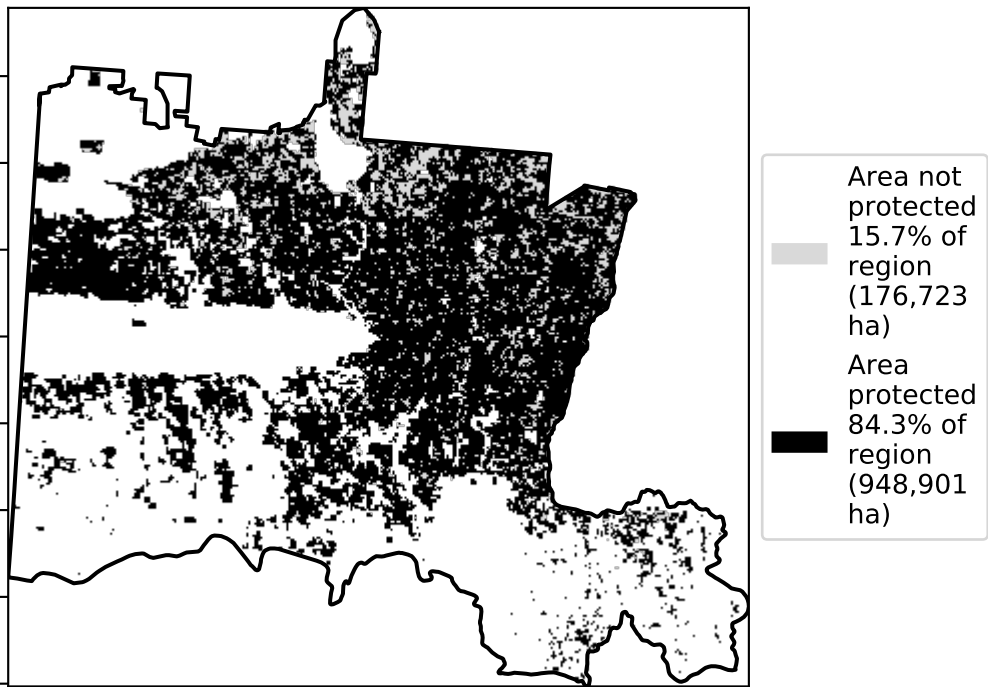 Area not
protected
15.7% of
region
(176,723
ha)
Area
protected
84.3% of
region
(948,901
ha)